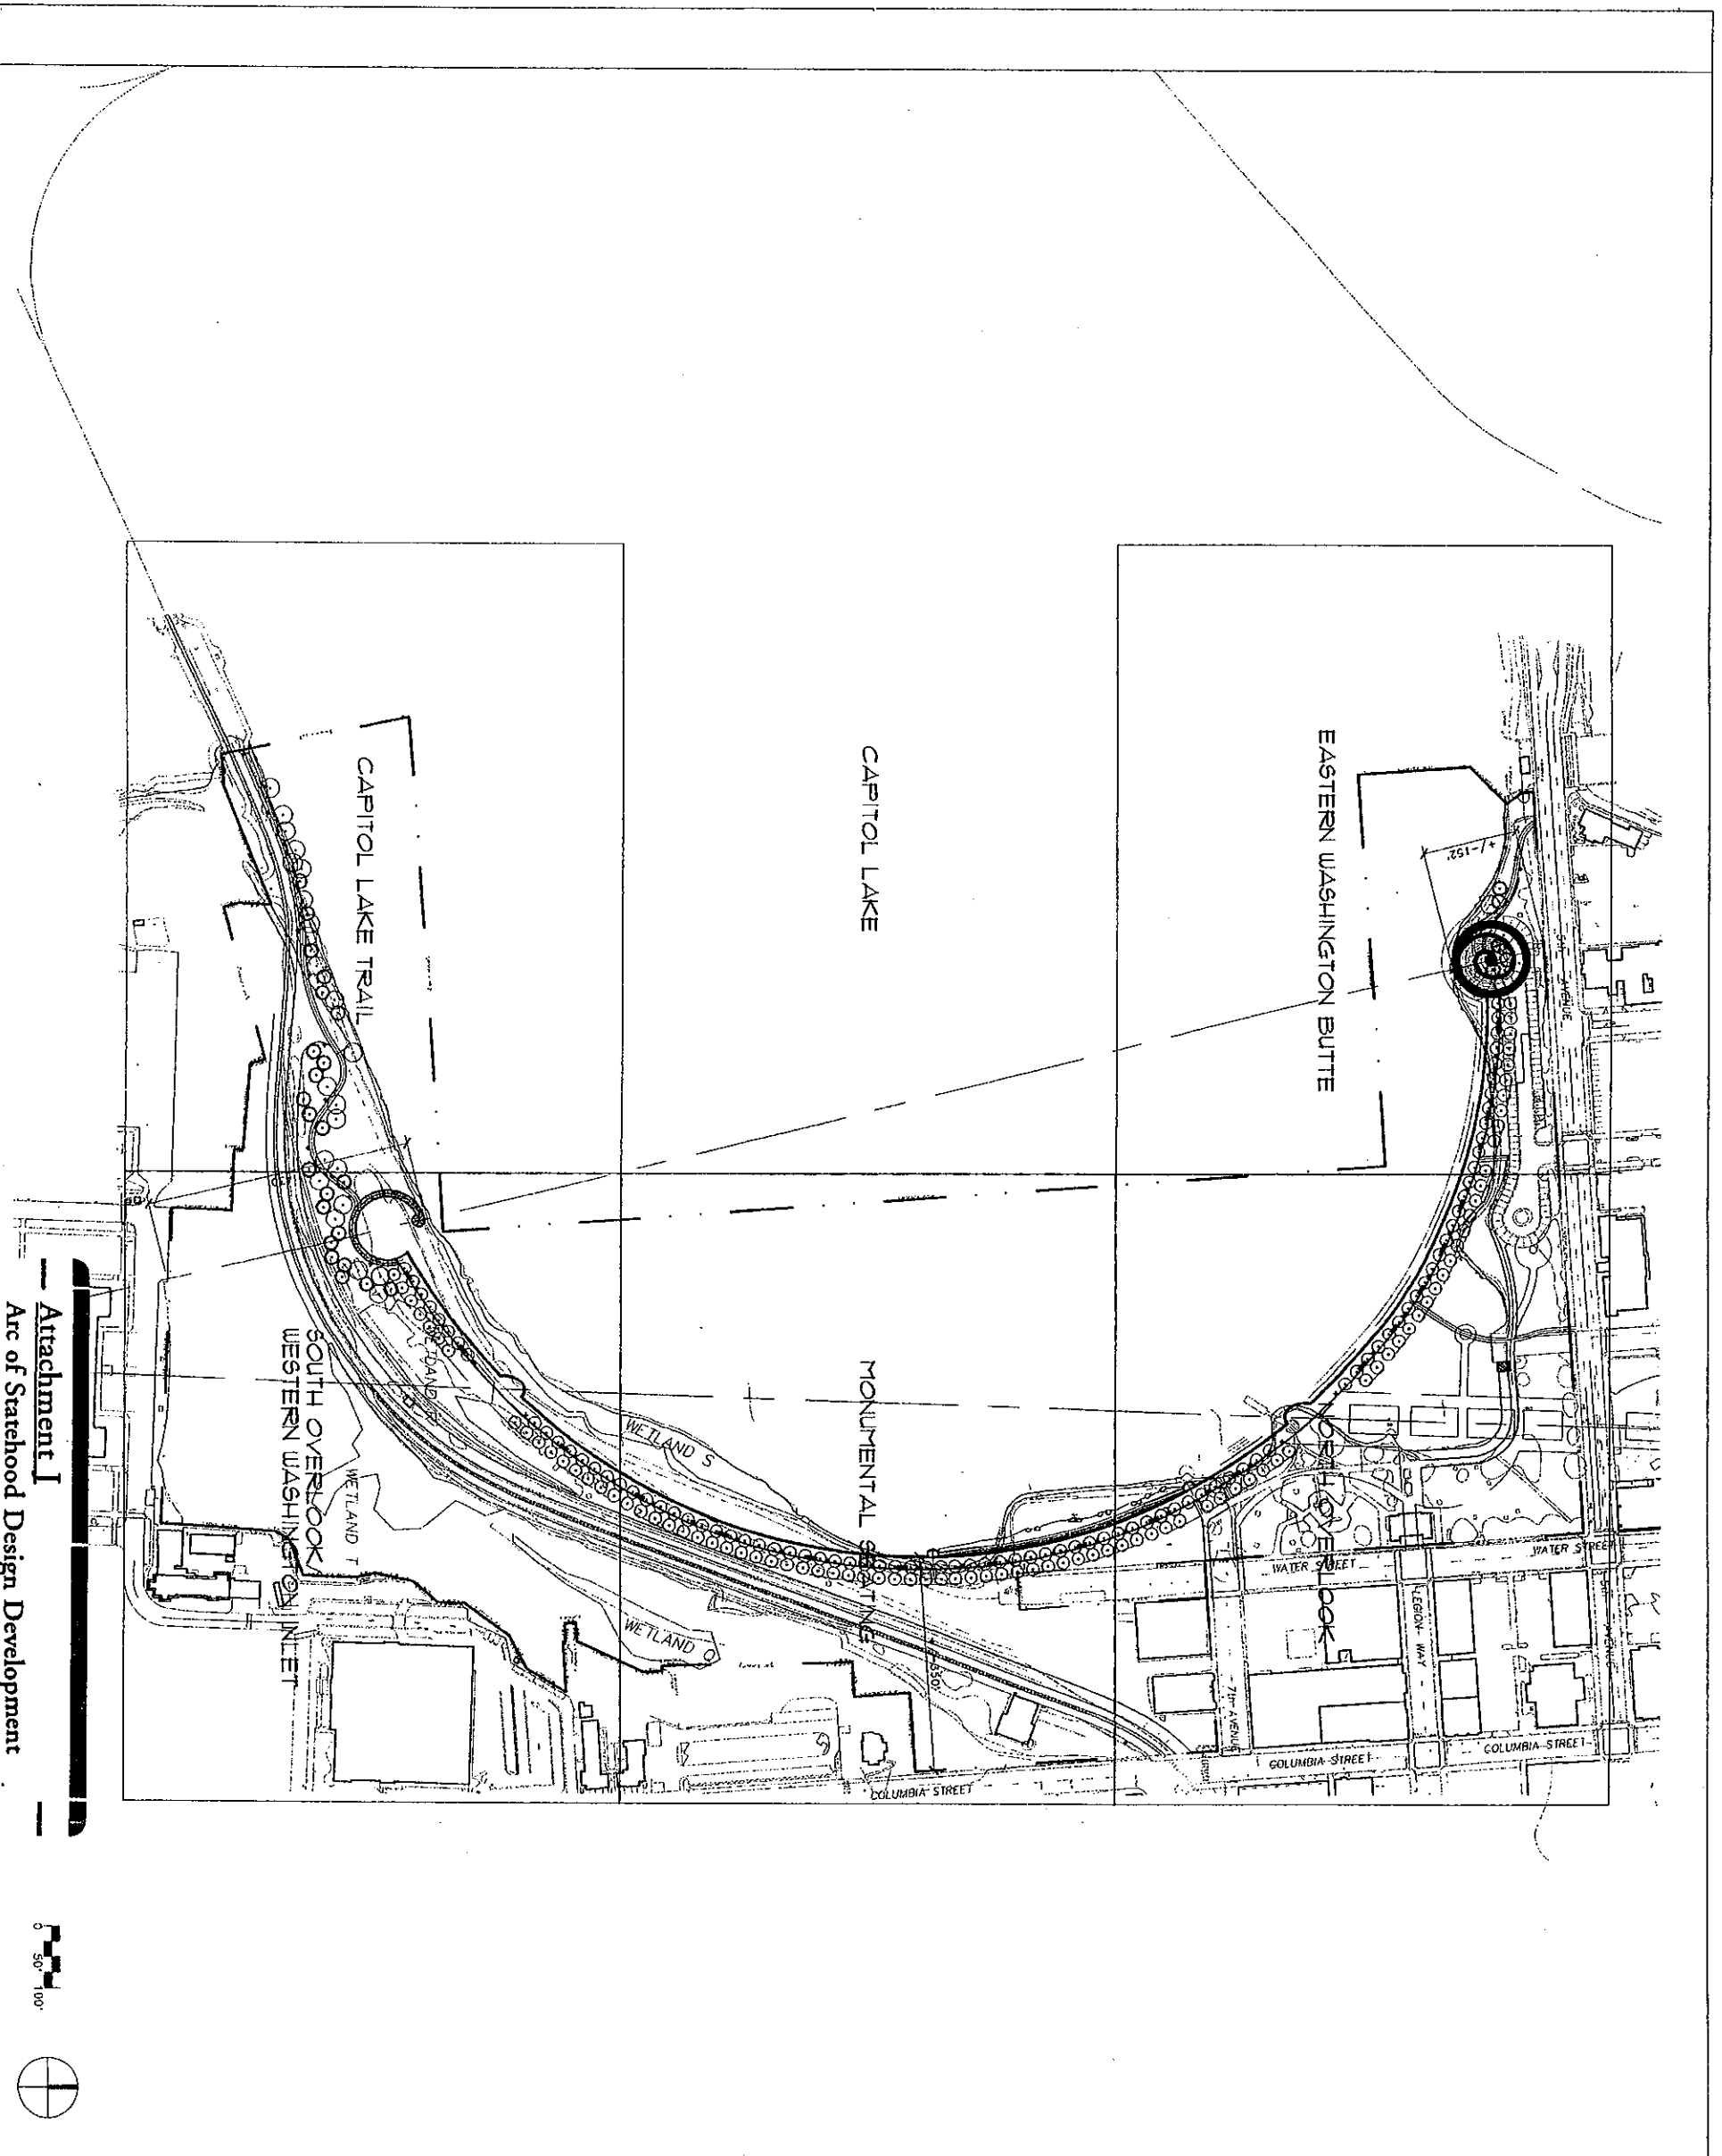 EASTERN WASHINGTON BUTTE
+/-152'
AVENUE
CAPITOL LAKE
CAPITOL LAKE TRAIL
MONUMENTAL SEATING
SOUTH OVERLOOK
WESTERN WASHINGTON INLET
WETLAND S
WETLAND T
WETLAND O
WATER STREET
WATER STREET
LEGION WAY
7th AVENUE
COLUMBIA STREET
COLUMBIA STREET
COLUMBIA STREET
Attachment I
Arc of Statehood Design Development
0 50' 100'